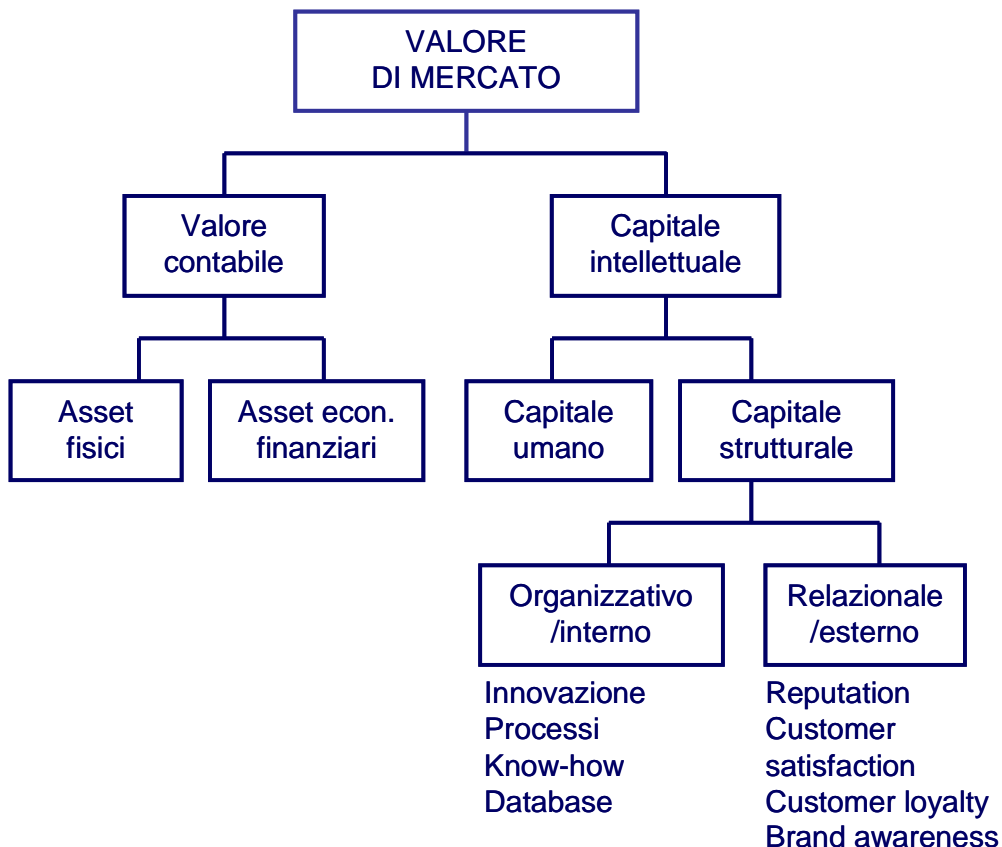 VALORE
DI MERCATO
Valore
contabile
Capitale
intellettuale
Asset
fisici
Asset econ.
finanziari
Capitale
umano
Capitale
strutturale
Organizzativo
/interno
Relazionale
/esterno
Innovazione
Processi
Know-how
Database
Reputation
Customer
satisfaction
Customer loyalty
Brand awareness